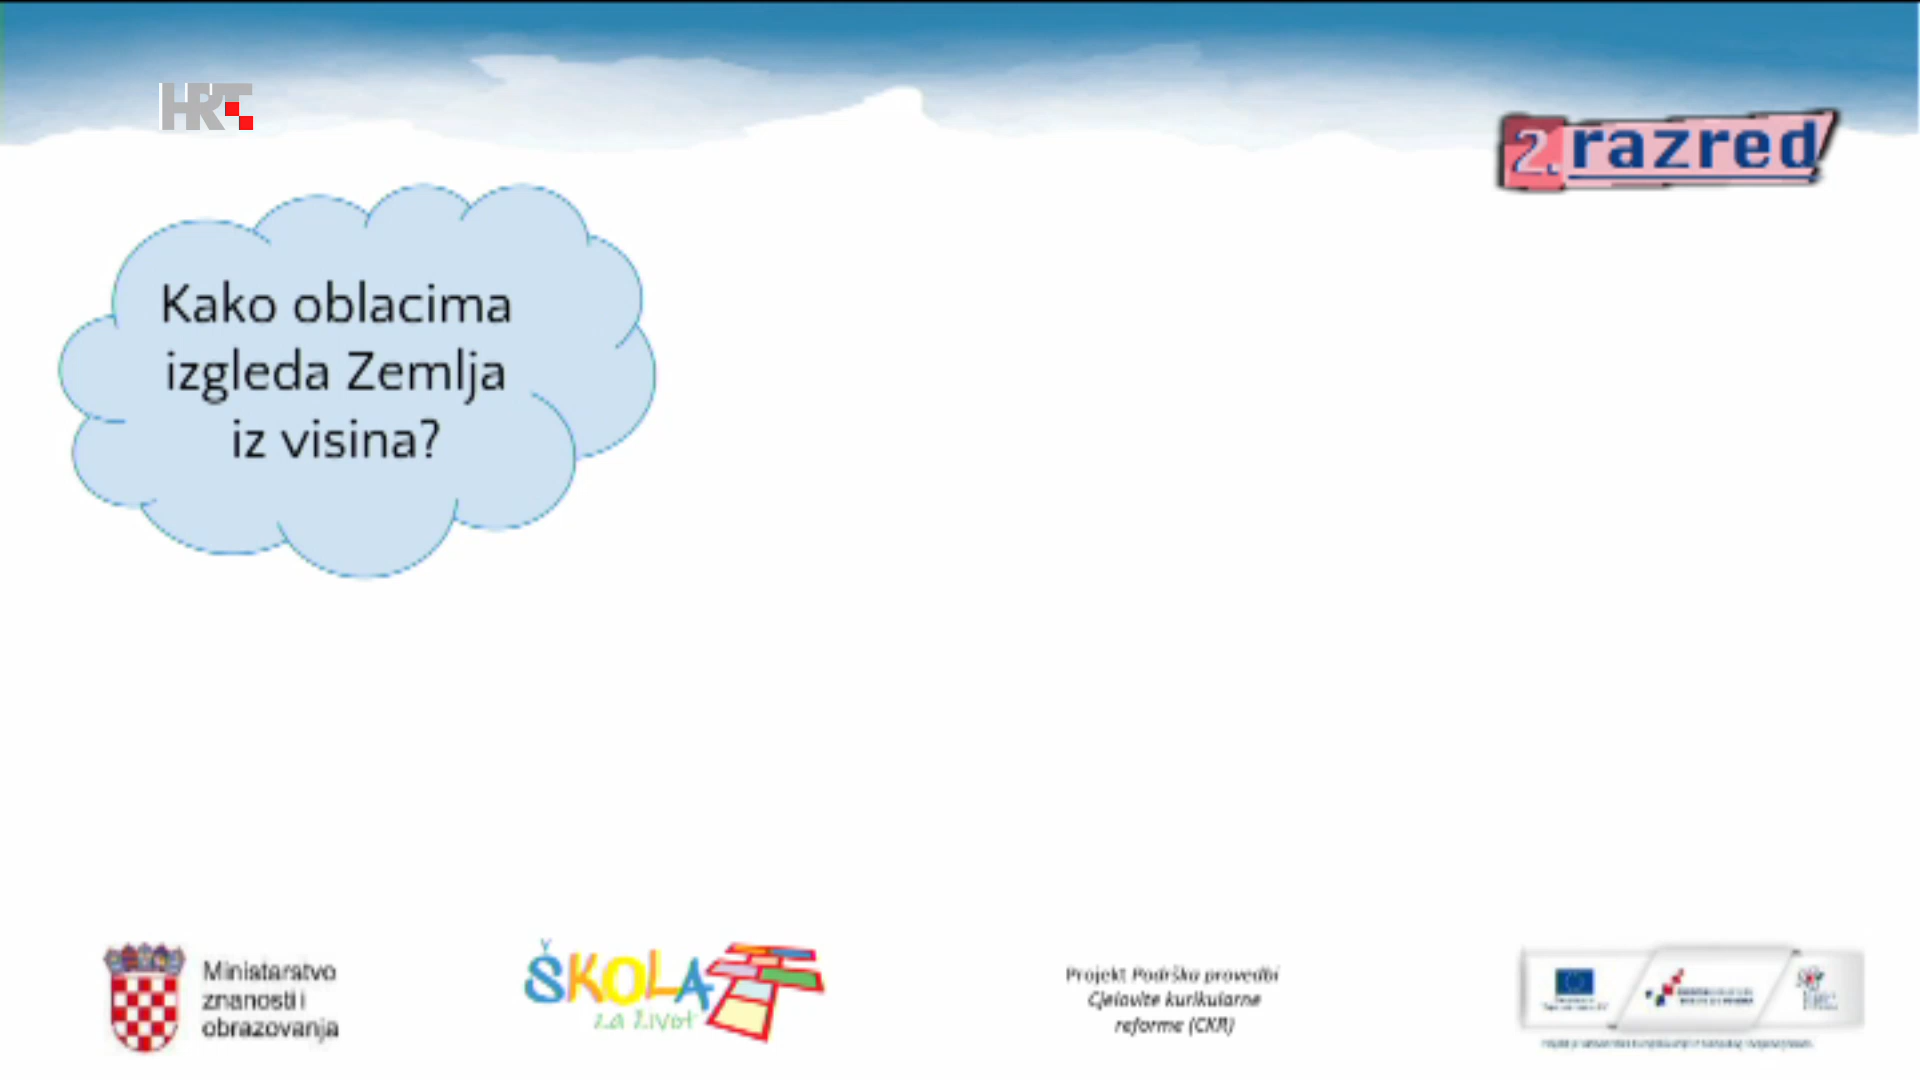 HRT
2. razred
Kako oblacima
izgleda Zemlja
iz visina?
Ministarstvo
znanosti i
obrazovanja
ŠKOLA
za život
Projekt Podrška provedbi
Cjelovite kurikularne
reforme (CKR)